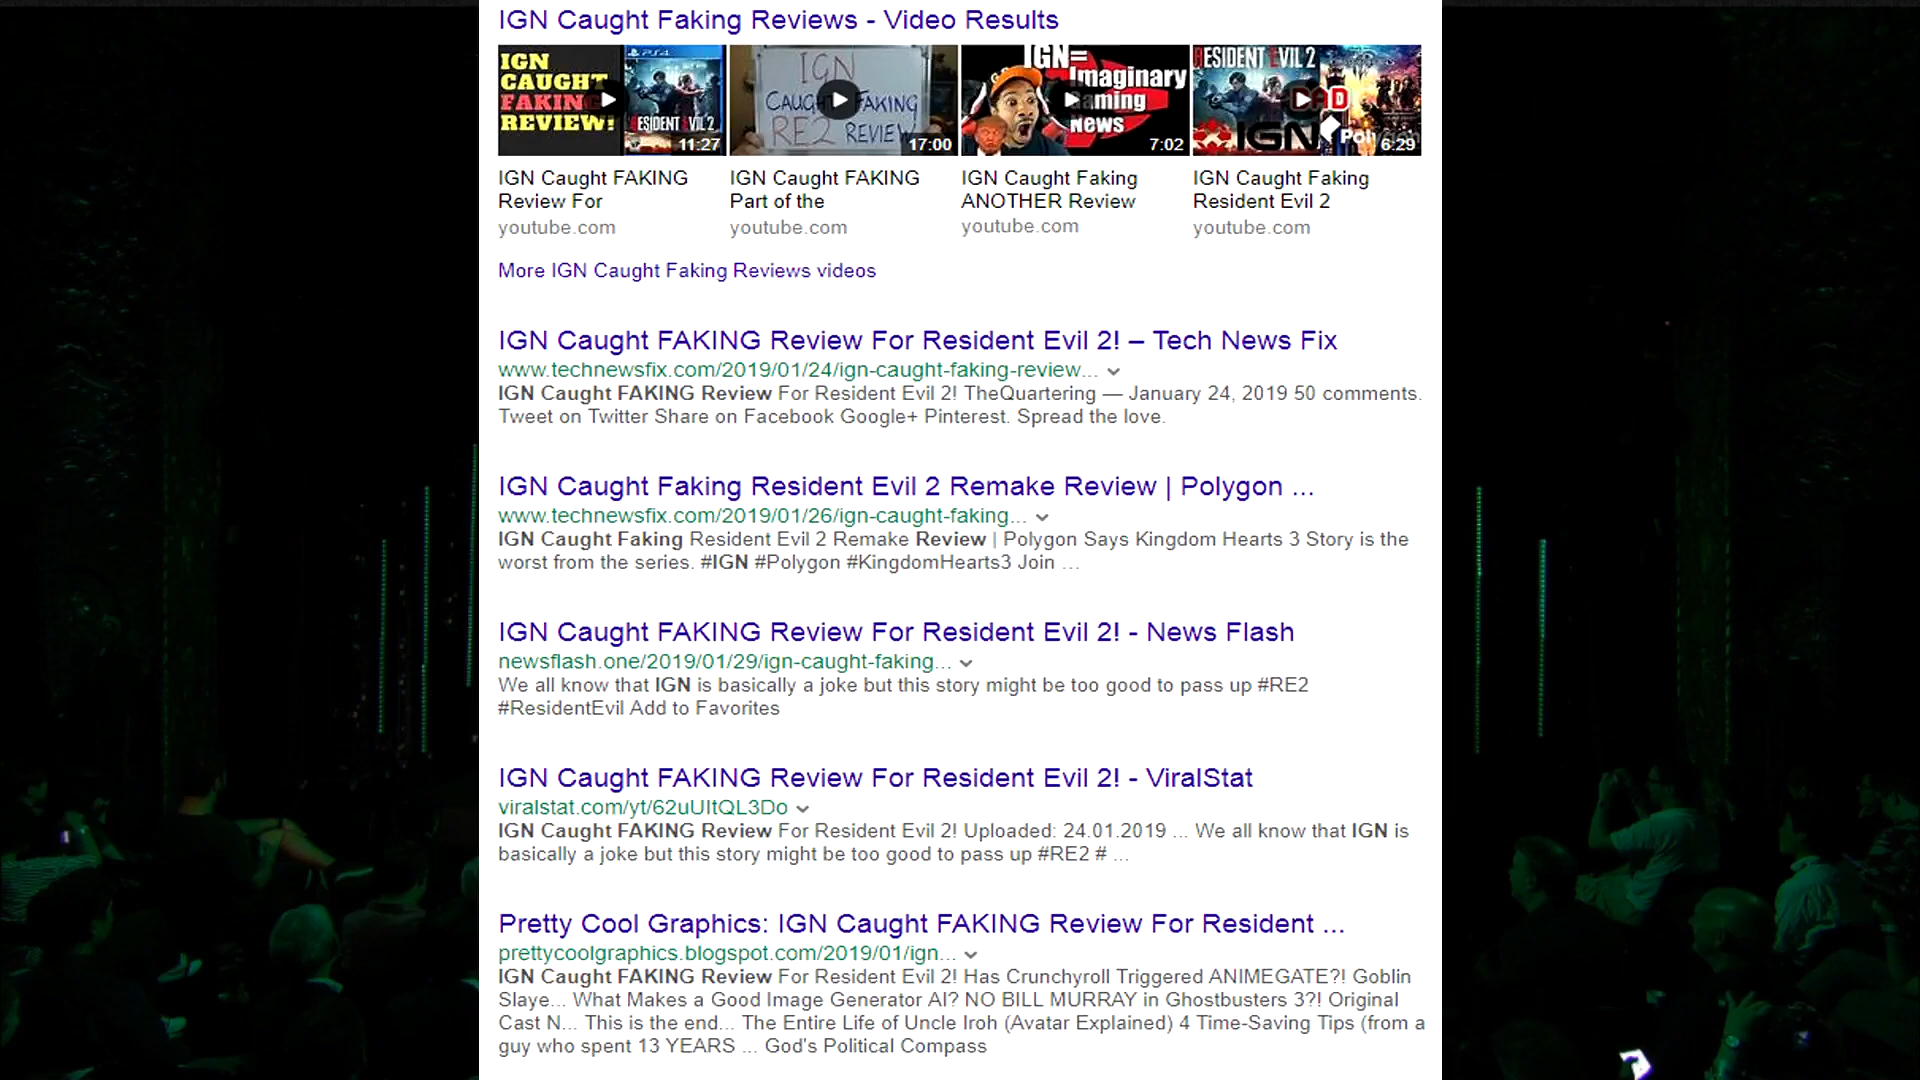 IGN Caught Faking Reviews - Video Results
IGN
CAUGHT
FAKING
REVIEW!
PS4
RESIDENT EVIL 2
11:27
IGN
CAUGHT FAKING
RE2 REVIEW
17:00
IGN=
Imaginary
Gaming
News
7:02
RESIDENT EVIL 2
BAD
IGN
6:29
IGN Caught FAKING
Review For
youtube.com
IGN Caught FAKING
Part of the
youtube.com
IGN Caught Faking
ANOTHER Review
youtube.com
IGN Caught Faking
Resident Evil 2
youtube.com
More IGN Caught Faking Reviews videos
IGN Caught FAKING Review For Resident Evil 2! – Tech News Fix
www.technewsfix.com/2019/01/24/ign-caught-faking-review...
IGN Caught FAKING Review For Resident Evil 2! TheQuartering — January 24, 2019 50 comments.
Tweet on Twitter Share on Facebook Google+ Pinterest. Spread the love.
IGN Caught Faking Resident Evil 2 Remake Review | Polygon ...
www.technewsfix.com/2019/01/26/ign-caught-faking...
IGN Caught Faking Resident Evil 2 Remake Review | Polygon Says Kingdom Hearts 3 Story is the
worst from the series. #IGN #Polygon #KingdomHearts3 Join ...
IGN Caught FAKING Review For Resident Evil 2! - News Flash
newsflash.one/2019/01/29/ign-caught-faking...
We all know that IGN is basically a joke but this story might be too good to pass up #RE2
#ResidentEvil Add to Favorites
IGN Caught FAKING Review For Resident Evil 2! - ViralStat
viralstat.com/yt/62uUItQL3Do
IGN Caught FAKING Review For Resident Evil 2! Uploaded: 24.01.2019 ... We all know that IGN is
basically a joke but this story might be too good to pass up #RE2 # ...
Pretty Cool Graphics: IGN Caught FAKING Review For Resident ...
prettycoolgraphics.blogspot.com/2019/01/ign...
IGN Caught FAKING Review For Resident Evil 2! Has Crunchyroll Triggered ANIMEGATE?! Goblin
Slaye... What Makes a Good Image Generator AI? NO BILL MURRAY in Ghostbusters 3?! Original
Cast N... This is the end... The Entire Life of Uncle Iroh (Avatar Explained) 4 Time-Saving Tips (from a
guy who spent 13 YEARS ... God's Political Compass